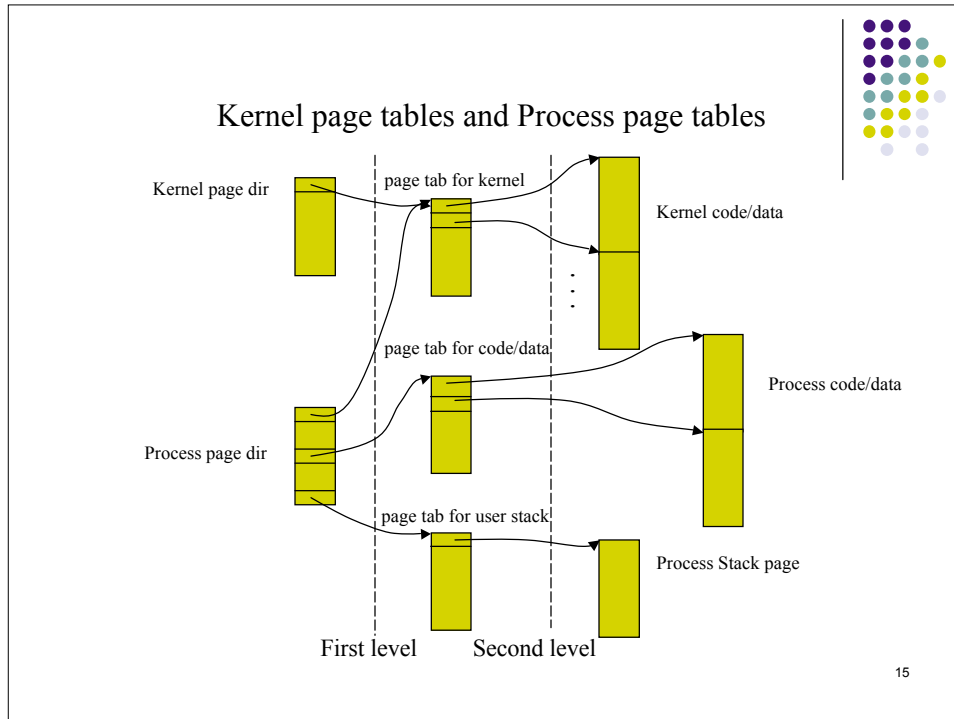 Kernel page tables and Process page tables
Kernel page dir
page tab for kernel
Kernel code/data
page tab for code/data
Process code/data
Process page dir
page tab for user stack
Process Stack page
First level
Second level
15